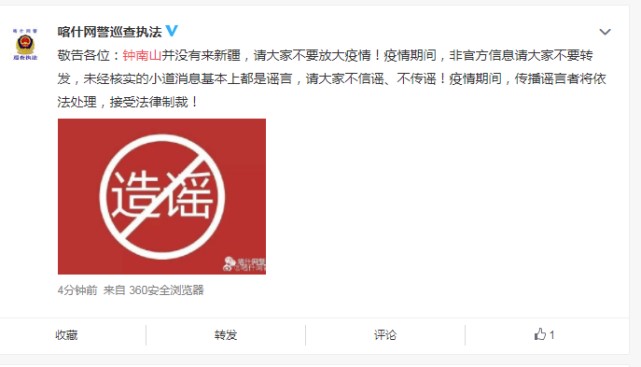 喀什网警巡查执法
敬告各位：钟南山并没有来新疆，请大家不要放大疫情！疫情期间，非官方信息请大家不要转
发，未经核实的小道消息基本上都是谣言，请大家不信谣、不传谣！疫情期间，传播谣言者将依
法处理，接受法律制裁！
造谣
喀什网警
4分钟前 来自 360安全浏览器
收藏
转发
评论
1